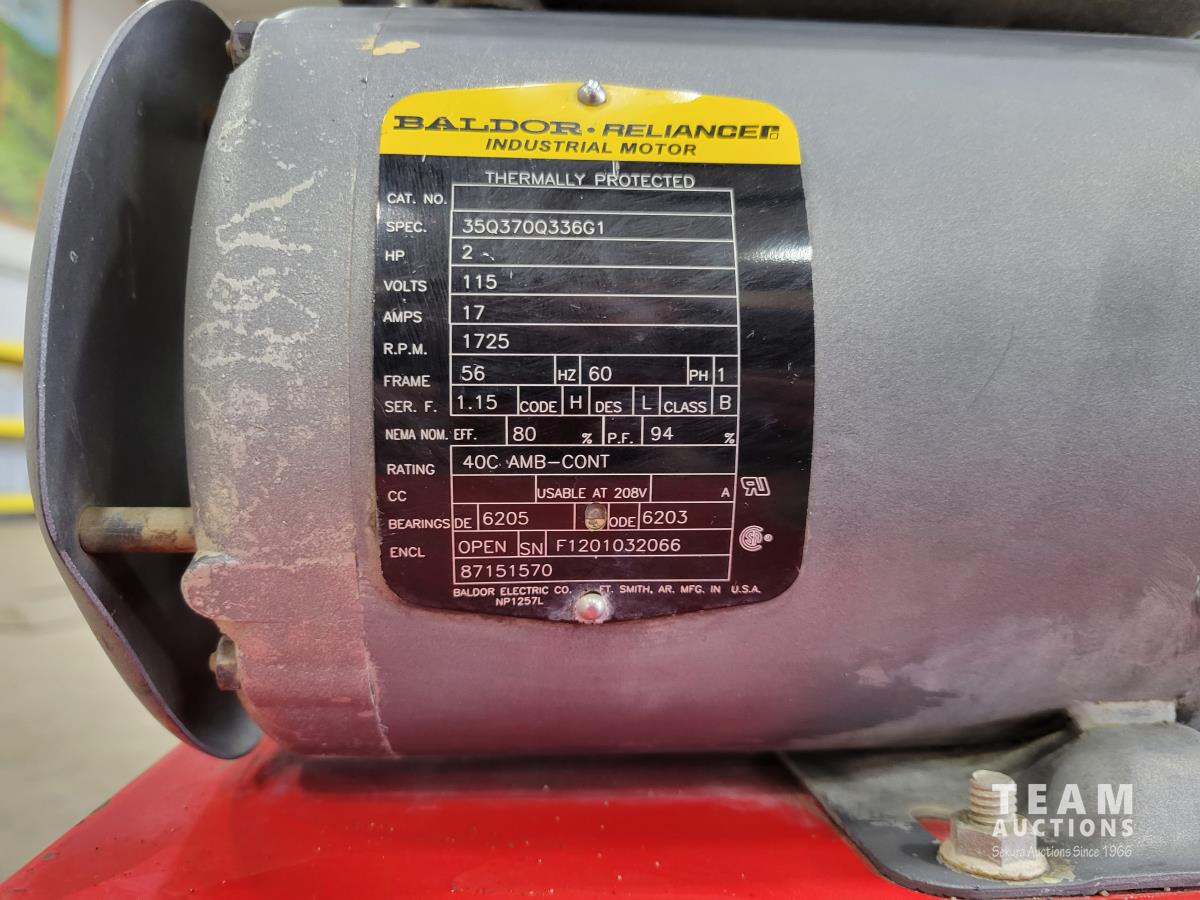 BALDOR • RELIANCE
INDUSTRIAL MOTOR
THERMALLY PROTECTED
CAT. NO.
SPEC. 35Q370Q336G1
HP 2
VOLTS 115
AMPS 17
R.P.M. 1725
FRAME 56 HZ 60 PH 1
SER. F. 1.15 CODE H DES L CLASS B
NEMA NOM. EFF. 80 % P.F. 94 %
RATING 40C AMB-CONT
CC USABLE AT 208V A
BEARINGS DE 6205 ODE 6203
ENCL OPEN SN F1201032066
87151570
BALDOR ELECTRIC CO. FT. SMITH, AR. MFG. IN U.S.A.
NP1257L
TEAM
AUCTIONS
Sekura Auctions Since 1966